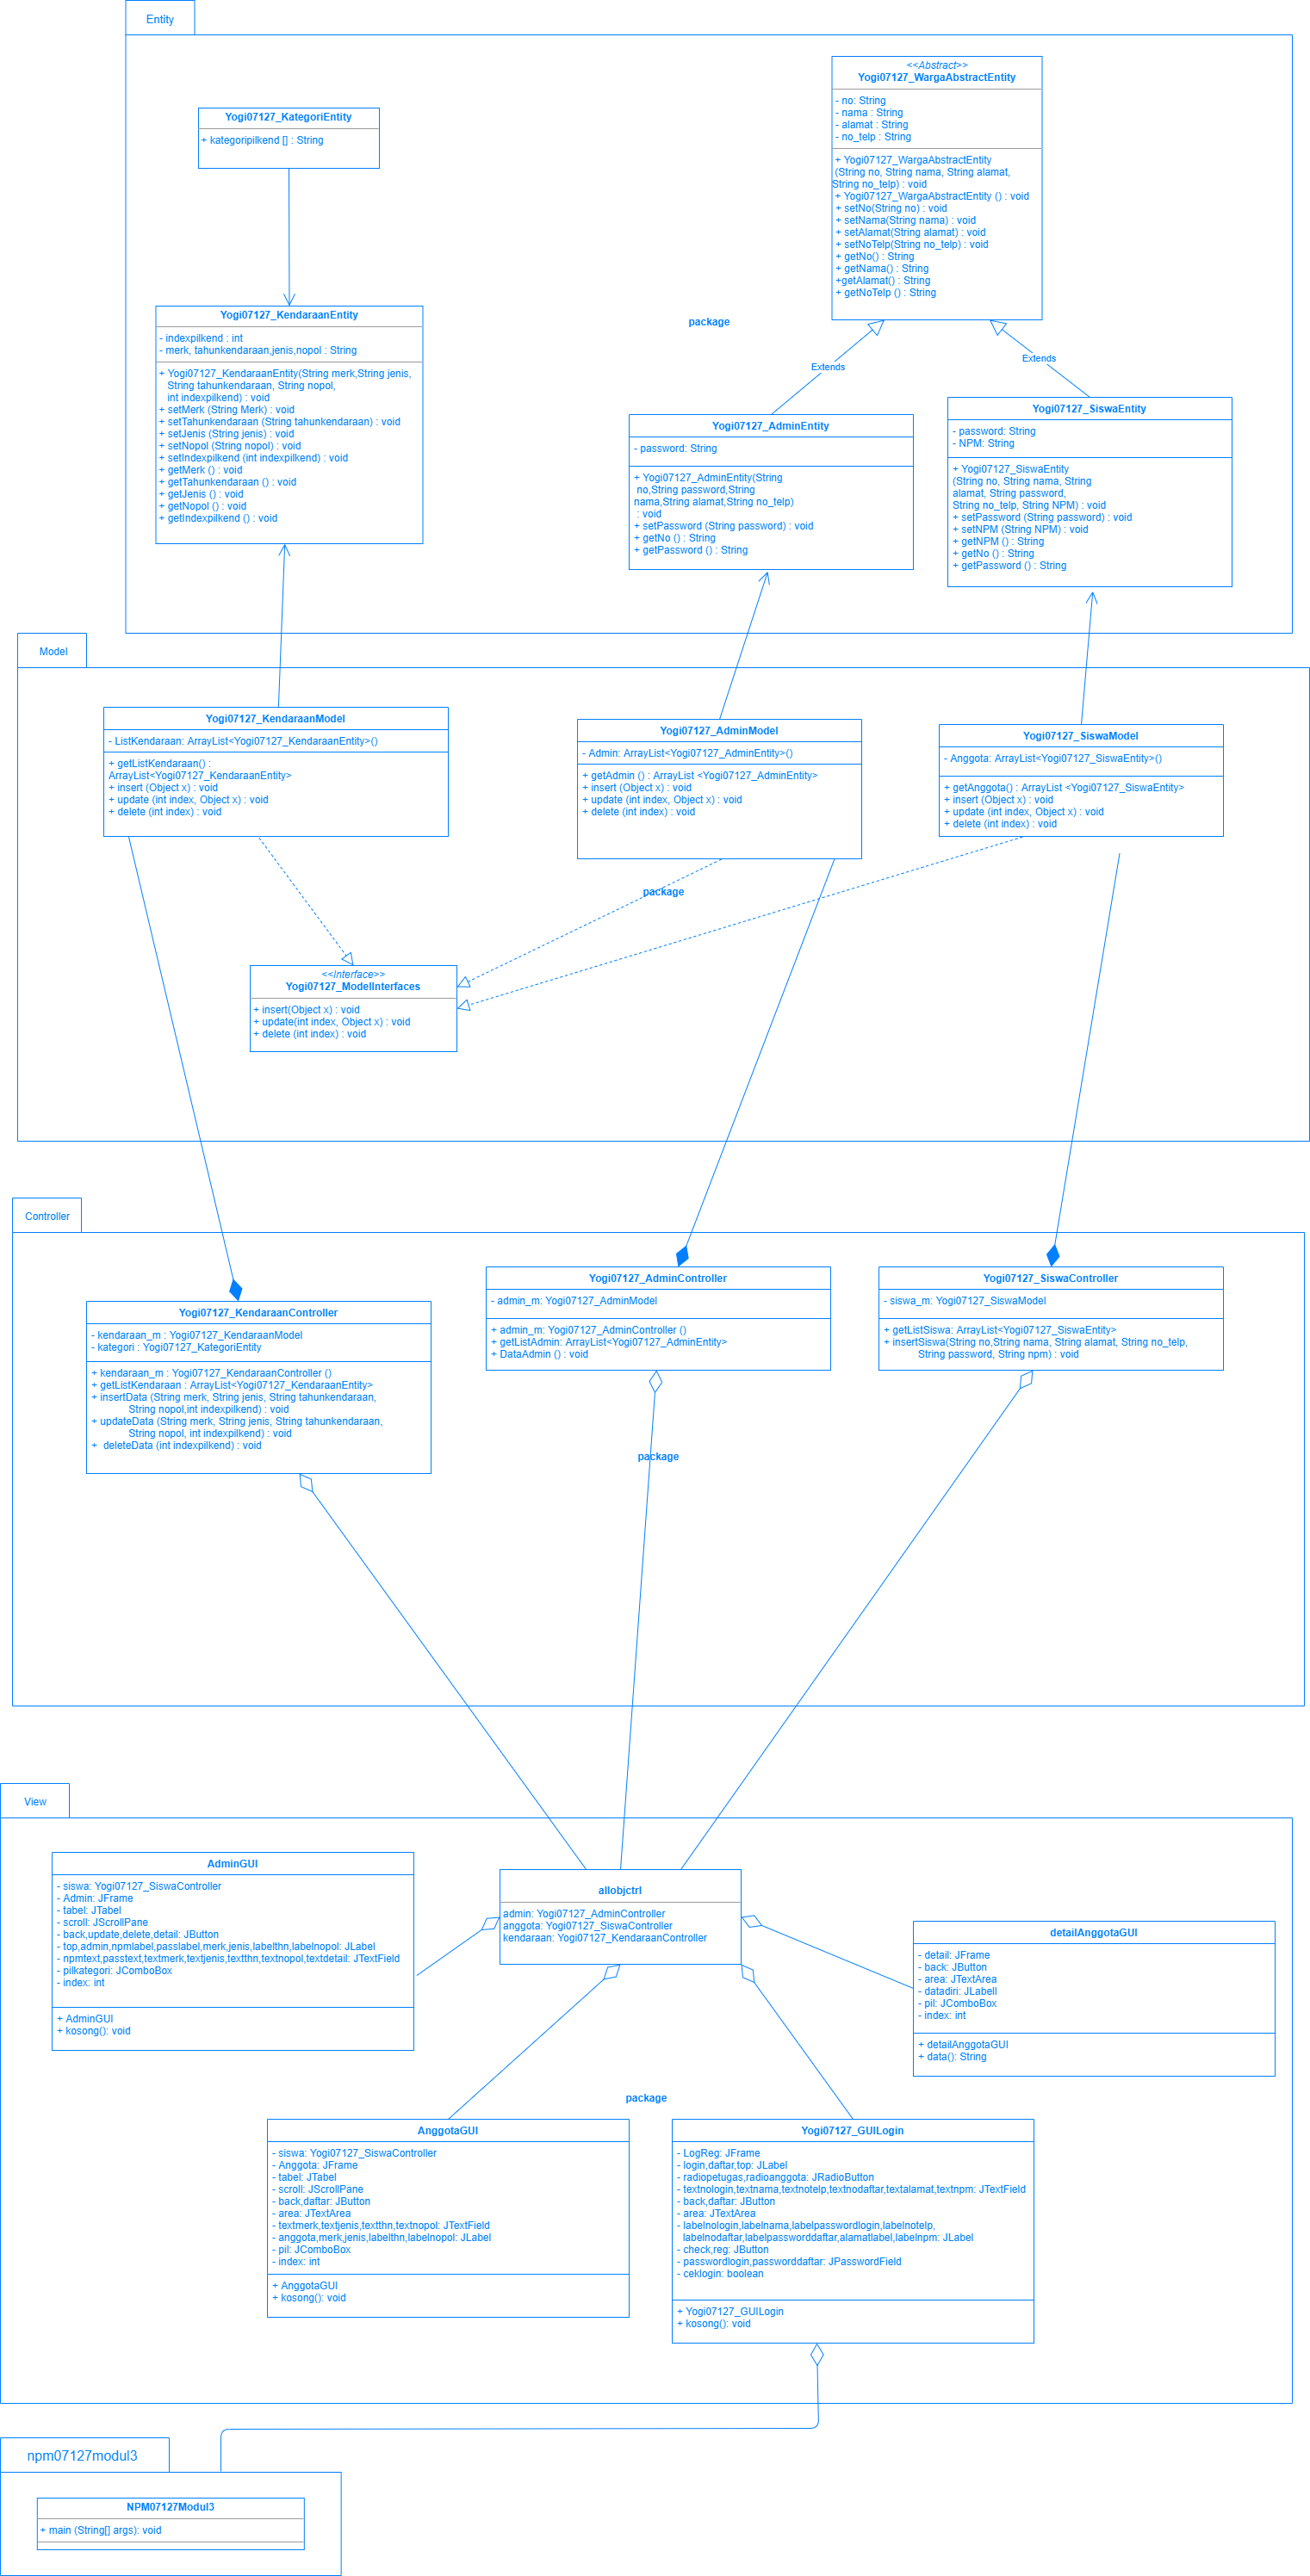 Entity
<<Abstract>>
Yogi07127_WargaAbstractEntity
- no: String
- nama : String
- alamat : String
- no_telp : String
+ Yogi07127_WargaAbstractEntity
(String no, String nama, String alamat,
String no_telp) : void
+ Yogi07127_WargaAbstractEntity () : void
+ setNo(String no) : void
+ setNama(String nama) : void
+ setAlamat(String alamat) : void
+ setNoTelp(String no_telp) : void
+ getNo() : String
+ getNama() : String
+getAlamat() : String
+ getNoTelp () : String
Yogi07127_KategoriEntity
+ kategoripilkend [] : String
Yogi07127_KendaraanEntity
- indexpilkend : int
- merk, tahunkendaraan,jenis,nopol : String
+ Yogi07127_KendaraanEntity(String merk,String jenis,
String tahunkendaraan, String nopol,
int indexpilkend) : void
+ setMerk (String Merk) : void
+ setTahunkendaraan (String tahunkendaraan) : void
+ setJenis (String jenis) : void
+ setNopol (String nopol) : void
+ setIndexpilkend (int indexpilkend) : void
+ getMerk () : void
+ getTahunkendaraan () : void
+ getJenis () : void
+ getNopol () : void
+ getIndexpilkend () : void
package
Extends
Extends
Yogi07127_AdminEntity
- password: String
+ Yogi07127_AdminEntity(String
no,String password,String
nama,String alamat,String no_telp)
: void
+ setPassword (String password) : void
+ getNo () : String
+ getPassword () : String
Yogi07127_SiswaEntity
- password: String
- NPM: String
+ Yogi07127_SiswaEntity
(String no, String nama, String
alamat, String password,
String no_telp, String NPM) : void
+ setPassword (String password) : void
+ setNPM (String NPM) : void
+ getNPM () : String
+ getNo () : String
+ getPassword () : String
Model
Yogi07127_KendaraanModel
- ListKendaraan: ArrayList<Yogi07127_KendaraanEntity>()
+ getListKendaraan() :
ArrayList<Yogi07127_KendaraanEntity>
+ insert (Object x) : void
+ update (int index, Object x) : void
+ delete (int index) : void
Yogi07127_AdminModel
- Admin: ArrayList<Yogi07127_AdminEntity>()
+ getAdmin () : ArrayList <Yogi07127_AdminEntity>
+ insert (Object x) : void
+ update (int index, Object x) : void
+ delete (int index) : void
Yogi07127_SiswaModel
- Anggota: ArrayList<Yogi07127_SiswaEntity>()
+ getAnggota() : ArrayList <Yogi07127_SiswaEntity>
+ insert (Object x) : void
+ update (int index, Object x) : void
+ delete (int index) : void
package
<<Interface>>
Yogi07127_ModelInterfaces
+ insert(Object x) : void
+ update(int index, Object x) : void
+ delete (int index) : void
Controller
Yogi07127_KendaraanController
- kendaraan_m : Yogi07127_KendaraanModel
- kategori : Yogi07127_KategoriEntity
+ kendaraan_m : Yogi07127_KendaraanController ()
+ getListKendaraan : ArrayList<Yogi07127_KendaraanEntity>
+ insertData (String merk, String jenis, String tahunkendaraan,
String nopol,int indexpilkend) : void
+ updateData (String merk, String jenis, String tahunkendaraan,
String nopol, int indexpilkend) : void
+ deleteData (int indexpilkend) : void
Yogi07127_AdminController
- admin_m: Yogi07127_AdminModel
+ admin_m: Yogi07127_AdminController ()
+ getListAdmin: ArrayList<Yogi07127_AdminEntity>
+ DataAdmin () : void
Yogi07127_SiswaController
- siswa_m: Yogi07127_SiswaModel
+ getListSiswa: ArrayList<Yogi07127_SiswaEntity>
+ insertSiswa(String no,String nama, String alamat, String no_telp,
String password, String npm) : void
package
View
AdminGUI
- siswa: Yogi07127_SiswaController
- Admin: JFrame
- tabel: JTabel
- scroll: JScrollPane
- back,update,delete,detail: JButton
- top,admin,npmlabel,passlabel,merk,jenis,labelthn,labelnopol: JLabel
- npmtext,passtext,textmerk,textjenis,textthn,textnopol,textdetail: JTextField
- pilkategori: JComboBox
- index: int
+ AdminGUI
+ kosong(): void
allobjctrl
admin: Yogi07127_AdminController
anggota: Yogi07127_SiswaController
kendaraan: Yogi07127_KendaraanController
detailAnggotaGUI
- detail: JFrame
- back: JButton
- area: JTextArea
- datadiri: JLabell
- pil: JComboBox
- index: int
+ detailAnggotaGUI
+ data(): String
package
AnggotaGUI
- siswa: Yogi07127_SiswaController
- Anggota: JFrame
- tabel: JTabel
- scroll: JScrollPane
- back,daftar: JButton
- area: JTextArea
- textmerk,textjenis,textthn,textnopol: JTextField
- anggota,merk,jenis,labelthn,labelnopol: JLabel
- pil: JComboBox
- index: int
+ AnggotaGUI
+ kosong(): void
Yogi07127_GUILogin
- LogReg: JFrame
- login,daftar,top: JLabel
- radiopetugas,radioanggota: JRadioButton
- textnologin,textnama,textnotelp,textnodaftar,textalamat,textnpm: JTextField
- back,daftar: JButton
- area: JTextArea
- labelnologin,labelnama,labelpasswordlogin,labelnotelp,
labelnodaftar,labelpassworddaftar,alamatlabel,labelnpm: JLabel
- check,reg: JButton
- passwordlogin,passworddaftar: JPasswordField
- ceklogin: boolean
+ Yogi07127_GUILogin
+ kosong(): void
npm07127modul3
NPM07127Modul3
+ main (String[] args): void